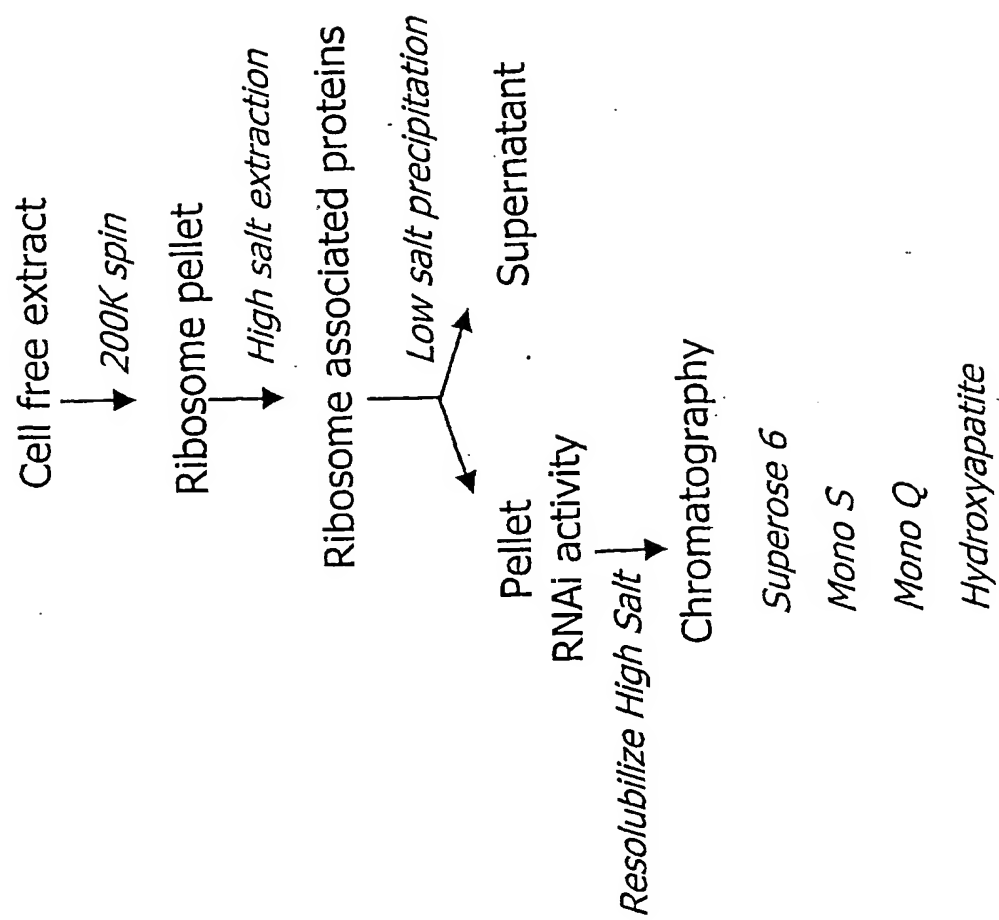 Cell free extract
200K spin
Ribosome pellet
High salt extraction
Ribosome associated proteins
Low salt precipitation
Pellet
RNAi activity
Supernatant
Resolubilize High Salt
Chromatography
Superose 6
Mono S
Mono Q
Hydroxyapatite